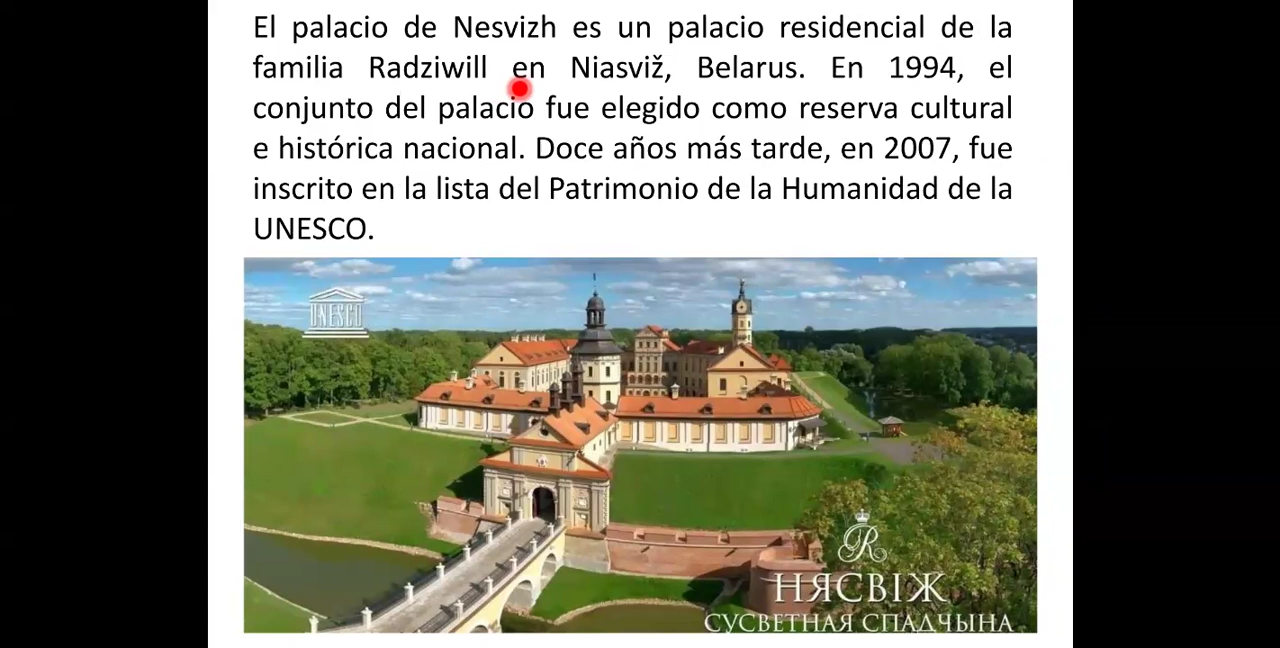 El palacio de Nesvizh es un palacio residencial de la
familia Radziwill en Niasviž, Belarus. En 1994, el
conjunto del palacio fue elegido como reserva cultural
e histórica nacional. Doce años más tarde, en 2007, fue
inscrito en la lista del Patrimonio de la Humanidad de la
UNESCO.
UNESCO
R
НЯСВІЖ
СУСВЕТНАЯ СПАДЧЫНА